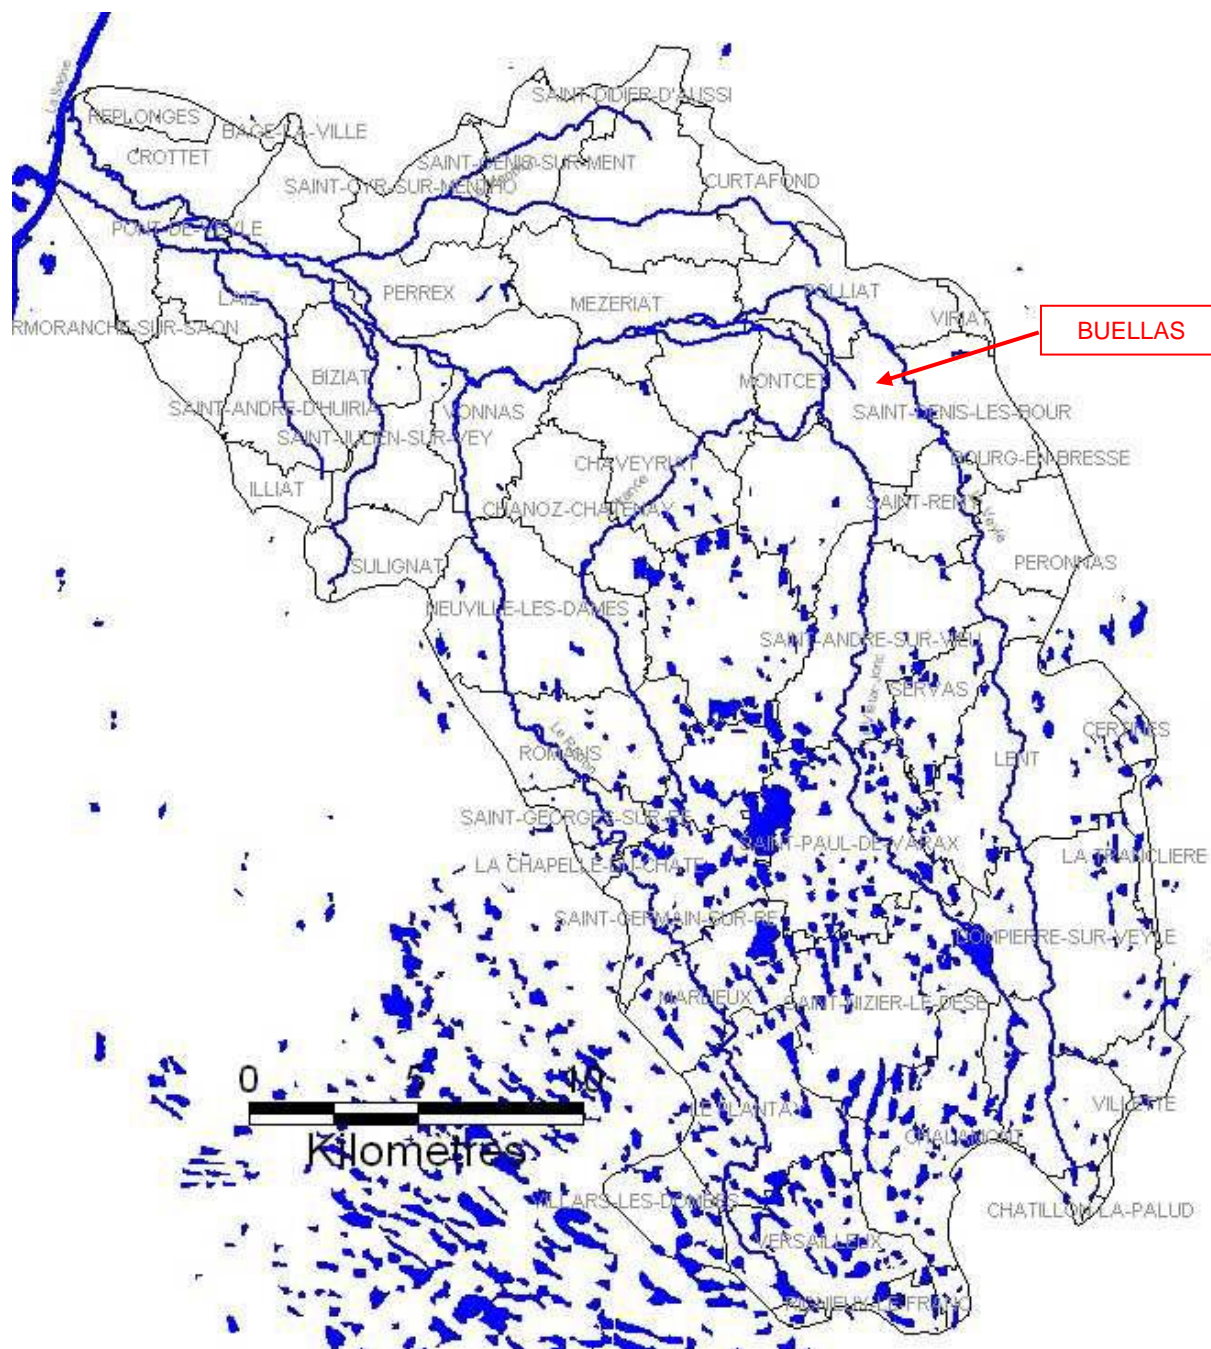 La Saône
SAINT-DIDIER-D'AUSSI
REPLONGES
BAGE-LA-VILLE
CROTTET
SAINT-GENIS-SUR-MENT
SAINT-CYR-SUR-MENTHO
CURTAFOND
PONT-DE-VEYLE
LAIZ
PERREX
MEZERIAT
POLLIAT
VIRIAT
RMORANCHE-SUR-SAON
BUELLAS
BIZIAT
MONTCET
SAINT-ANDRE-D'HUIRIA
VONNAS
SAINT-DENIS-LES-BOUR
SAINT-JULIEN-SUR-VEY
CHAVEYRIAT
BOURG-EN-BRESSE
ILLIAT
CHANOZ-CHATENAY
SAINT-REMY
Veyle
SULIGNAT
PERONNAS
NEUVILLE-LES-DAMES
SAINT-ANDRE-SUR-VIEU
SERVAS
CERTINES
ROMANS
LENT
SAINT-GEORGES-SUR-RE
SAINT-PAUL-DE-VARAX
LA TRANCLIERE
LA CHAPELLE-DU-CHATE
SAINT-GERMAIN-SUR-RE
DOMPIERRE-SUR-VEYLE
MARLIEUX
SAINT-NIZIER-LE-DESE
0 5 10
Kilomètres
LE PLANTAY
VILLETTE
CHALAMONT
VILLARS-LES-DOMBES
CHATILLON-LA-PALUD
VERSAILLEUX